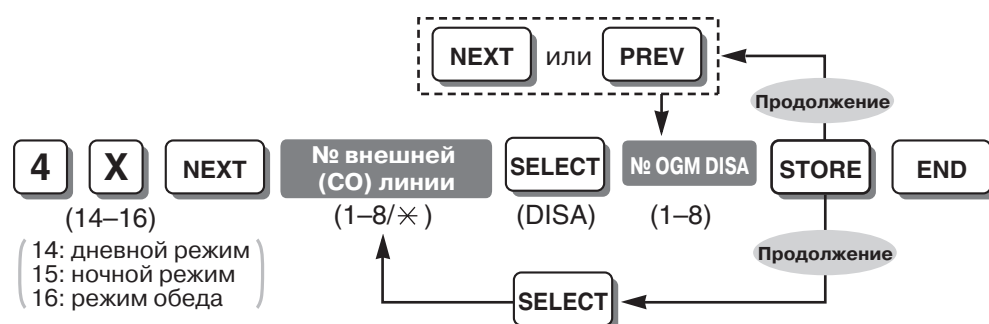 NEXT или PREV
Продолжение
4 X NEXT № внешней (CO) линии SELECT № OGM DISA STORE END
(14–16) (1–8/✳) (DISA) (1–8)
14: дневной режим
15: ночной режим
16: режим обеда
Продолжение
SELECT